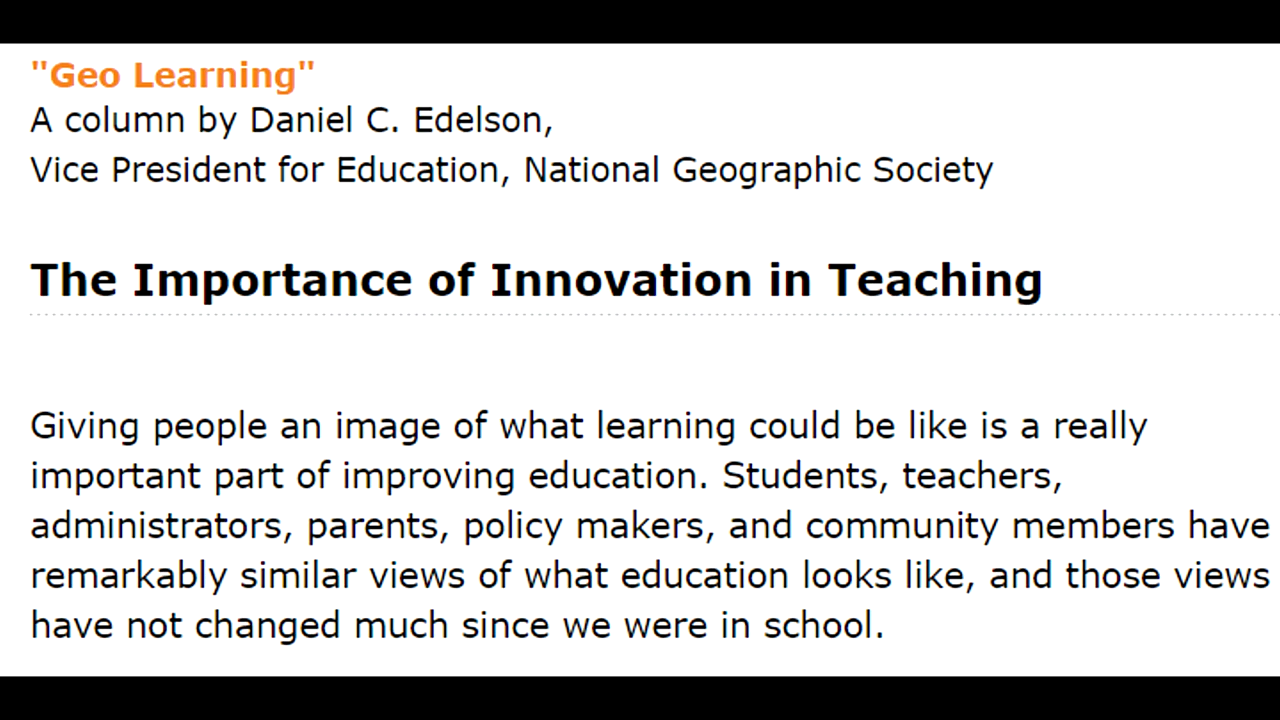 "Geo Learning"
A column by Daniel C. Edelson,
Vice President for Education, National Geographic Society
The Importance of Innovation in Teaching
Giving people an image of what learning could be like is a really
important part of improving education. Students, teachers,
administrators, parents, policy makers, and community members have
remarkably similar views of what education looks like, and those views
have not changed much since we were in school.